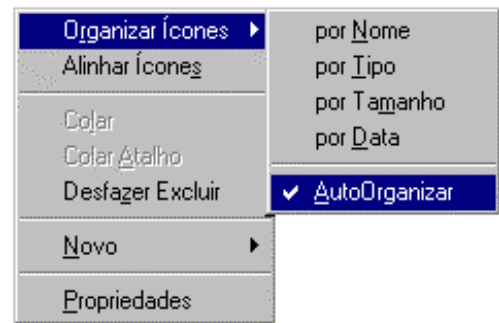 Organizar Ícones
Alinhar Ícones
Colar
Colar Atalho
Desfazer Excluir
Novo
Propriedades
por Nome
por Tipo
por Tamanho
por Data
AutoOrganizar